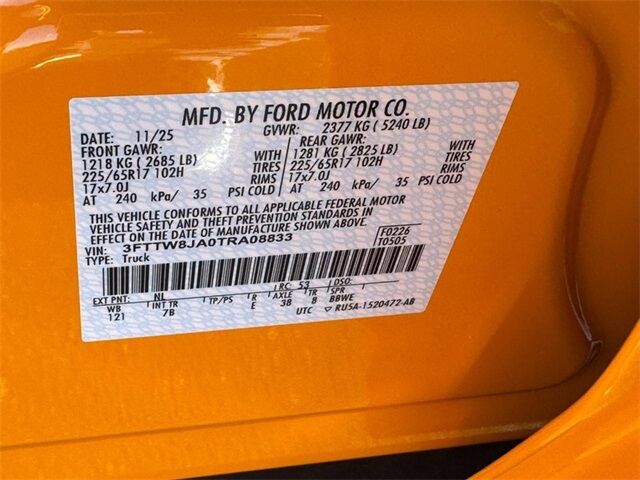 MFD. BY FORD MOTOR CO.
DATE: 11/25 GVWR: 2377 KG ( 5240 LB)
FRONT GAWR: REAR GAWR:
1218 KG ( 2685 LB) WITH 1281 KG ( 2825 LB) WITH
225/65R17 102H TIRES 225/65R17 102H TIRES
17x7.0J RIMS 17x7.0J RIMS
AT 240 kPa/ 35 PSI COLD AT 240 kPa/ 35 PSI COLD
THIS VEHICLE CONFORMS TO ALL APPLICABLE FEDERAL MOTOR
VEHICLE SAFETY AND THEFT PREVENTION STANDARDS IN
EFFECT ON THE DATE OF MANUFACTURE SHOWN ABOVE.
VIN: 3FTTW8JA0TRA08833 F0226
TYPE: Truck T0505
EXT PNT: NL RC: 53 DSO:
WB INT TR TP/PS R AXLE TR SPR
121 7B E 38 8 BBWE
UTC ▽ RU5A-1520472-AB